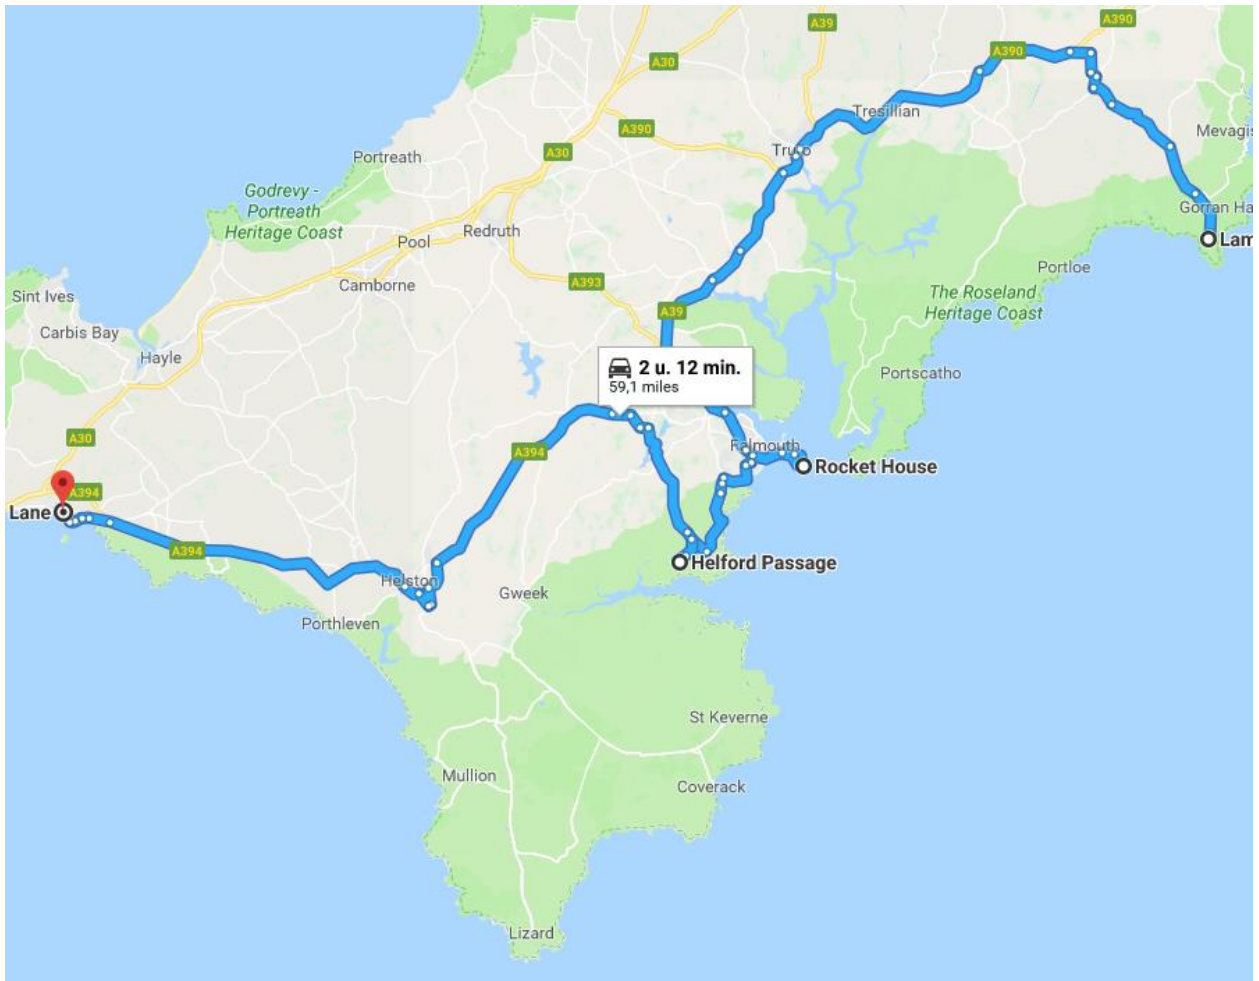 A390
A39
A390
A30
Tresillian
A390
Mevagis
Truro
A30
Portreath
Godrevy -
Portreath
Heritage Coast
Gorran Ha
Lam
Redruth
Pool
Portloe
Camborne
A393
The Roseland
Heritage Coast
Sint Ives
A39
Carbis Bay
Hayle
2 u. 12 min.
59,1 miles
Portscatho
A30
A394
Falmouth
Rocket House
A394
Lane
A394
Helford Passage
Helston
Gweek
Porthleven
St Keverne
Mullion
Coverack
Lizard